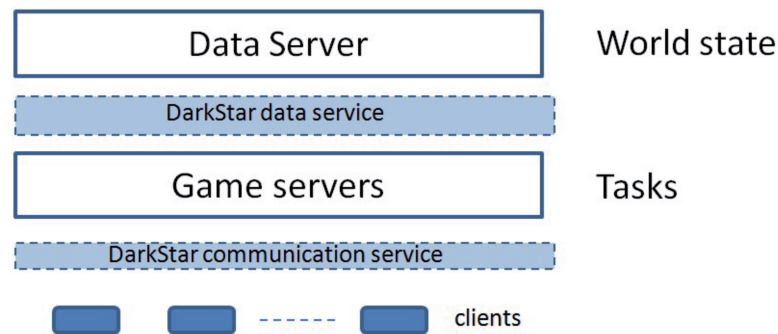 Data Server
World state
DarkStar data service
Game servers
Tasks
DarkStar communication service
clients